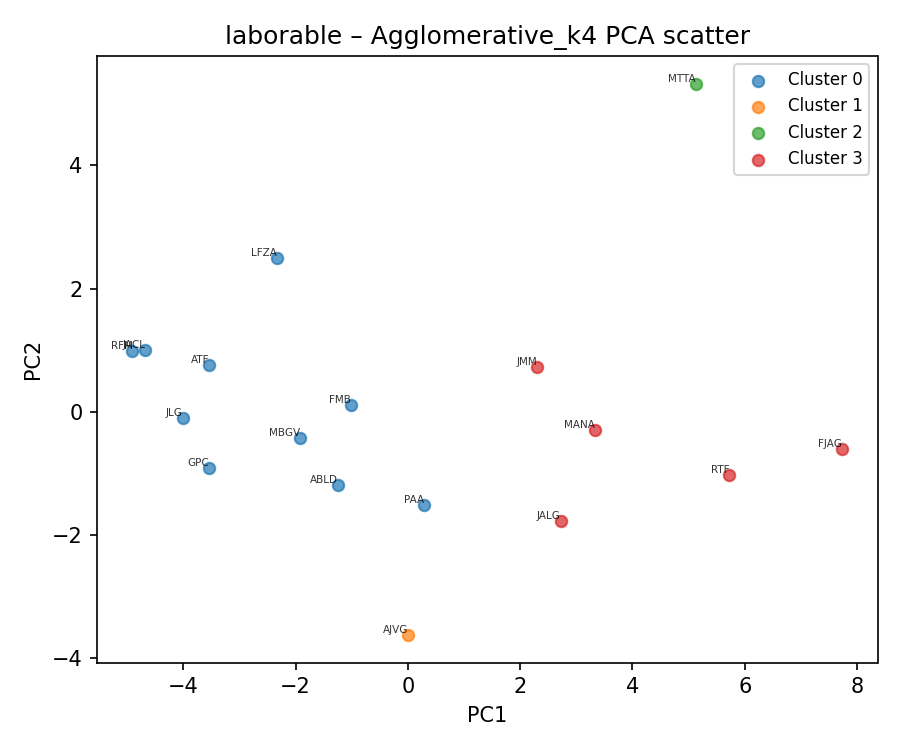 laborable – Agglomerative_k4 PCA scatter
MTTA
Cluster 0
Cluster 1
Cluster 2
Cluster 3
LFZA
ATF
JLG
GPC
FMB
MBGV
ABLD
PAA
JMM
MANA
FJAG
RTF
JALG
AJVG
4
2
0
−2
−4
PC2
−4
−2
0
2
4
6
8
PC1